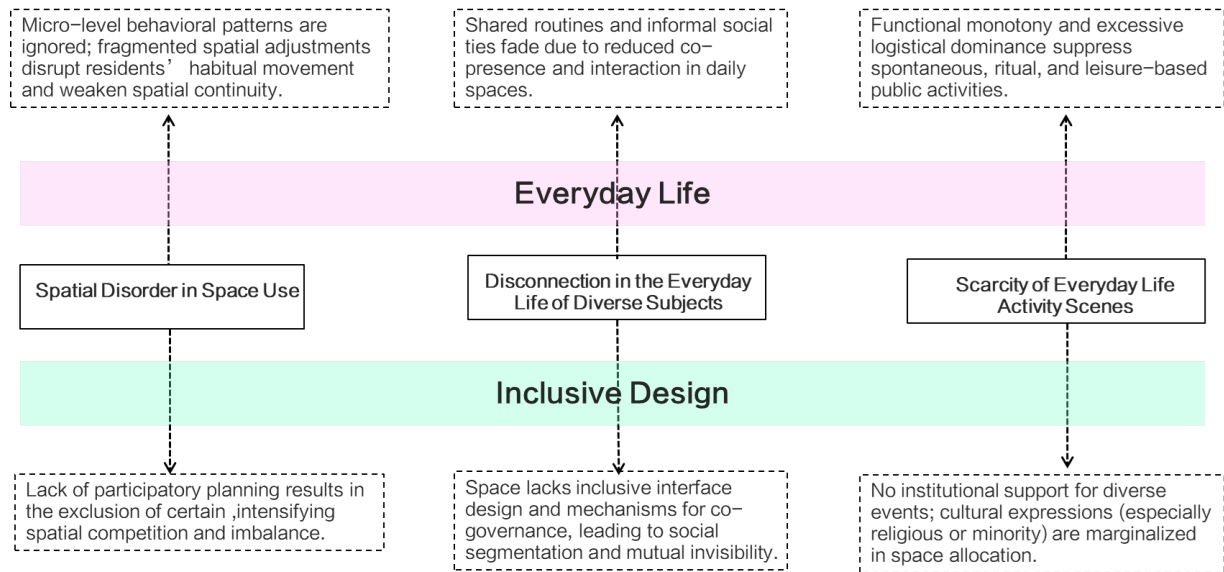 Micro-level behavioral patterns are
ignored; fragmented spatial adjustments
disrupt residents’ habitual movement
and weaken spatial continuity.
Shared routines and informal social
ties fade due to reduced co-
presence and interaction in daily
spaces.
Functional monotony and excessive
logistical dominance suppress
spontaneous, ritual, and leisure-based
public activities.
Everyday Life
Spatial Disorder in Space Use
Disconnection in the Everyday
Life of Diverse Subjects
Scarcity of Everyday Life
Activity Scenes
Inclusive Design
Lack of participatory planning results in
the exclusion of certain ,intensifying
spatial competition and imbalance.
Space lacks inclusive interface
design and mechanisms for co-
governance, leading to social
segmentation and mutual invisibility.
No institutional support for diverse
events; cultural expressions (especially
religious or minority) are marginalized
in space allocation.